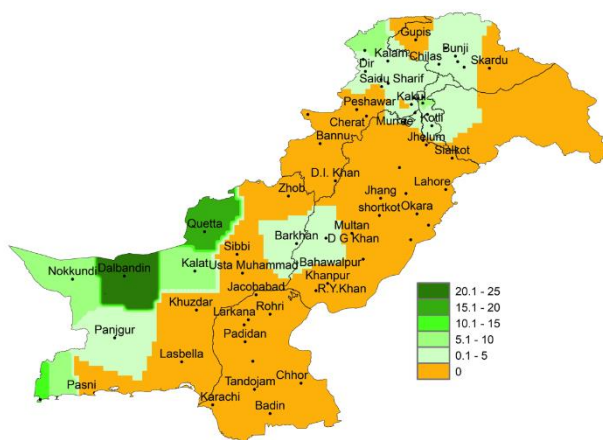 Gupis
Kalam
Chilas
Bunji
Skardu
Dir
Saidu Sharif
Kakul
Peshawar
Cherat
Murree
Kotli
Bannu
Jhelum
Sialkot
D.I. Khan
Zhob
Lahore
Jhang
shortkot
Okara
Quetta
Barkhan
Multan
D G Khan
Sibbi
Nokkundi
Dalbandin
Kalat
Usta Muhammad
Bahawalpur
Khanpur
R.Y.Khan
Jacobabad
Khuzdar
Larkana
Rohri
Padidan
Panjgur
Lasbella
Pasni
Tandojam
Chhor
Karachi
Badin
20.1 - 25
15.1 - 20
10.1 - 15
5.1 - 10
0.1 - 5
0